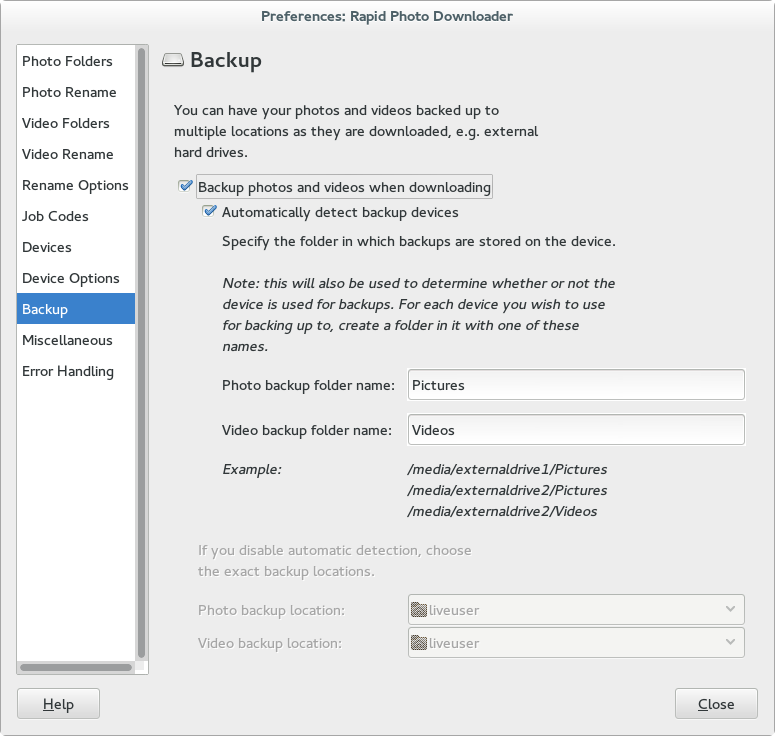 Preferences: Rapid Photo Downloader
Photo Folders
Photo Rename
Video Folders
Video Rename
Rename Options
Job Codes
Devices
Device Options
Backup
Miscellaneous
Error Handling
Backup
You can have your photos and videos backed up to
multiple locations as they are downloaded, e.g. external
hard drives.
Backup photos and videos when downloading
Automatically detect backup devices
Specify the folder in which backups are stored on the device.
Note: this will also be used to determine whether or not the
device is used for backups. For each device you wish to use
for backing up to, create a folder in it with one of these
names.
Photo backup folder name: Pictures
Video backup folder name: Videos
Example: /media/externaldrive1/Pictures
/media/externaldrive2/Pictures
/media/externaldrive2/Videos
If you disable automatic detection, choose
the exact backup locations.
Photo backup location: liveuser
Video backup location: liveuser
Help
Close